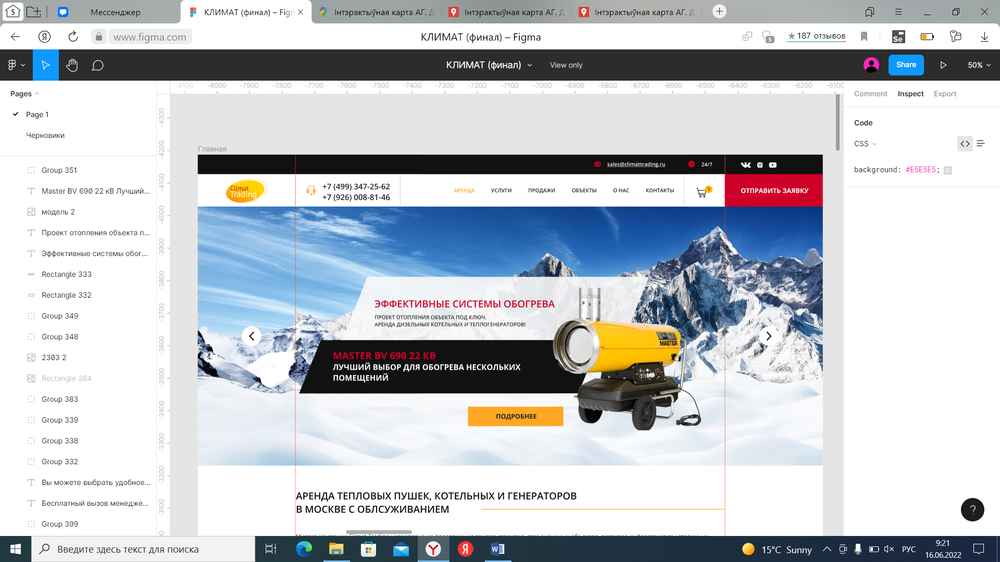 5
Мессенджер
КЛИМАТ (финал) – Figm
Інтэрактыўная карта АГ. Д
Інтэрактыўная карта АГ. Д
Інтэрактыўная карта АГ. Д
Я
www.figma.com
КЛИМАТ (финал) – Figma
5
★187 отзывов
Se
КЛИМАТ (финал)
View only
Share
50%
Pages
Page 1
Черновики
Group 351
Master BV 690 22 кВ Лучший...
модель 2
Проект отопления объекта п...
Эффективные системы обог...
Rectangle 333
Rectangle 332
Group 349
Group 348
2303 2
Rectangle 384
Group 383
Group 339
Group 338
Group 332
Вы можете выбрать удобное...
Бесплатный вызов менедже...
Group 399
-8100 -8000 -7900 -7800 -7700 -7600 -7500 -7400 -7300 -7200 -7100 -7000 -6900 -6800 -6700 -6600 -6500 -6400 -6300 -6200 -6100
-4300
-4200
-4100
-4000
-3900
-3800
-3700
-3600
-3500
-3400
-3300
-3200
-3100
Главная
sales@climattrading.ru
24/7
Climat
Trading
+7 (499) 347-25-62
+7 (926) 008-81-46
АРЕНДА УСЛУГИ ПРОДАЖИ ОБЪЕКТЫ О НАС КОНТАКТЫ
1
ОТПРАВИТЬ ЗАЯВКУ
ЭФФЕКТИВНЫЕ СИСТЕМЫ ОБОГРЕВА
ПРОЕКТ ОТОПЛЕНИЯ ОБЪЕКТА ПОД КЛЮЧ.
АРЕНДА ДИЗЕЛЬНЫХ КОТЕЛЬНЫХ И ТЕПЛОГЕНЕРАТОРОВ!
MASTER
MASTER BV 690 22 КВ
ЛУЧШИЙ ВЫБОР ДЛЯ ОБОГРЕВА НЕСКОЛЬКИХ
ПОМЕЩЕНИЙ
ПОДРОБНЕЕ
АРЕНДА ТЕПЛОВЫХ ПУШЕК, КОТЕЛЬНЫХ И ГЕНЕРАТОРОВ
В МОСКВЕ С ОБЛСУЖИВАНИЕМ
Comment Inspect Export
Code
CSS
background: #E5E5E5;
?
Введите здесь текст для поиска
15°C Sunny
РУС
9:21
16.06.2022